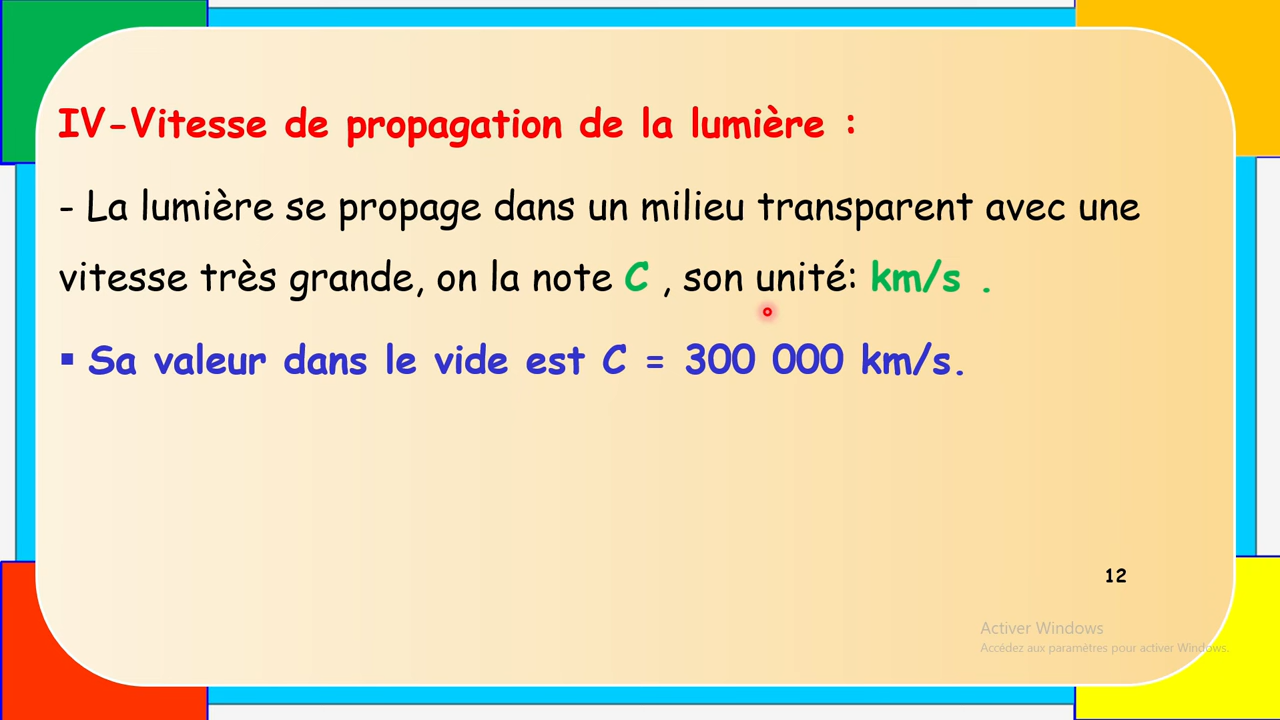 IV-Vitesse de propagation de la lumière :
- La lumière se propage dans un milieu transparent avec une
vitesse très grande, on la note C , son unité: km/s .
▪ Sa valeur dans le vide est C = 300 000 km/s.
12
Activer Windows
Accédez aux paramètres pour activer Windows.